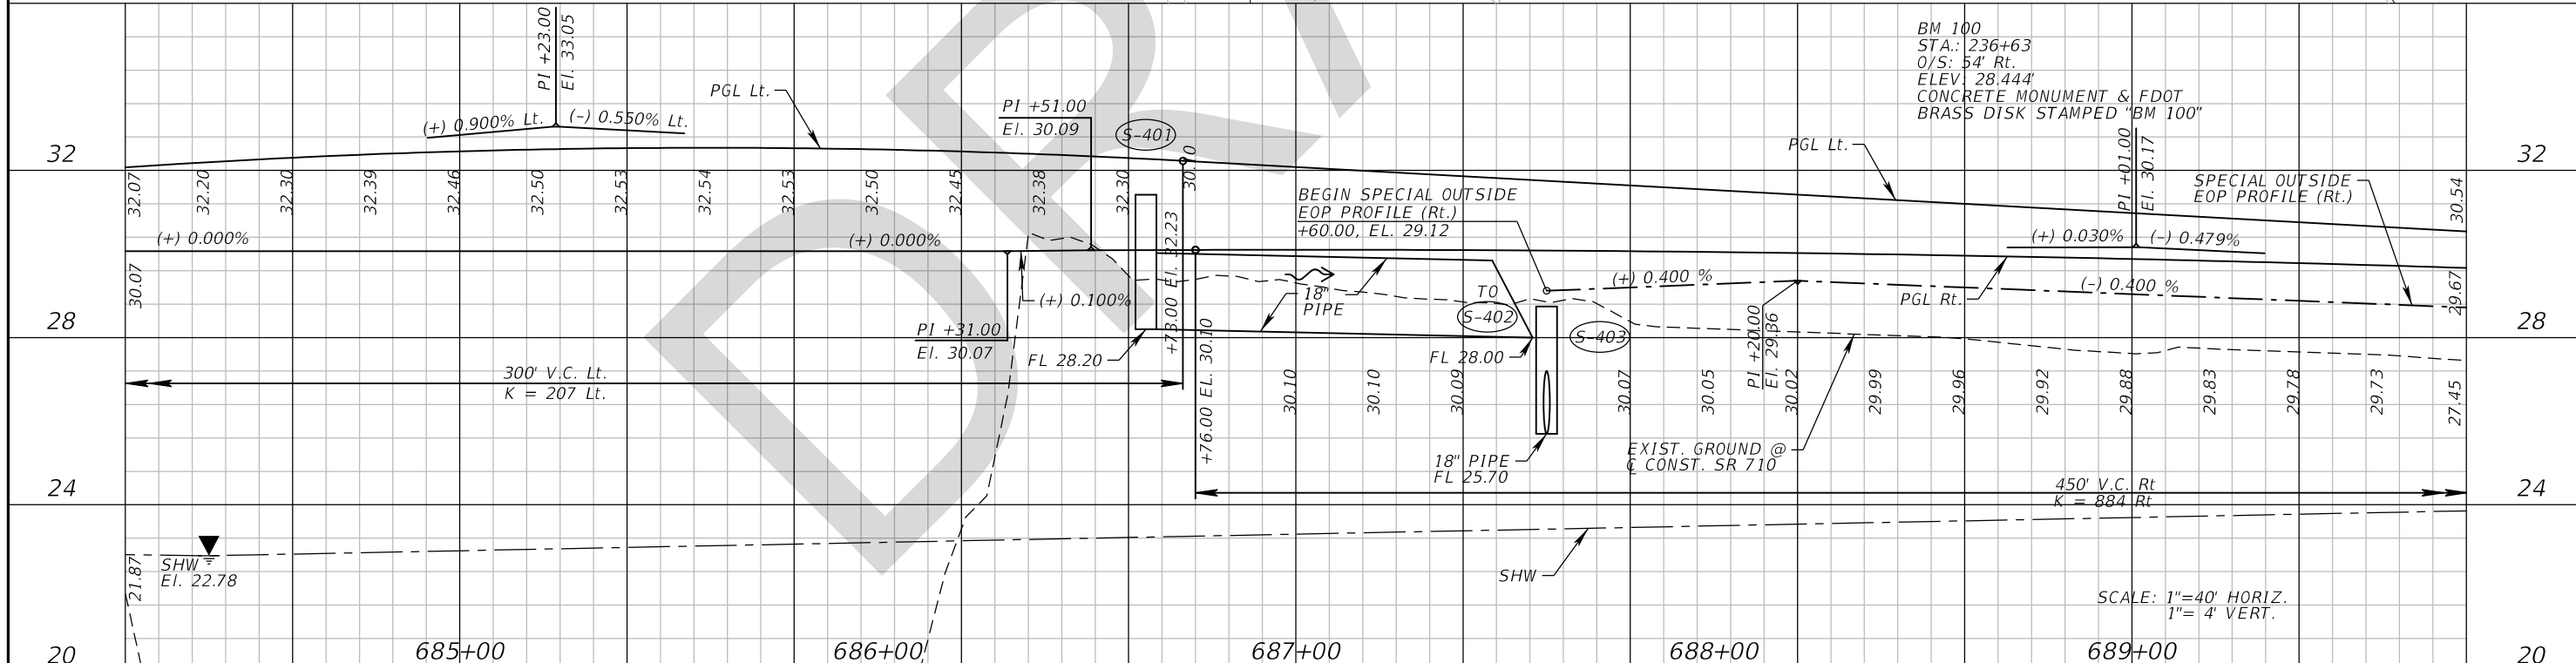 PI +23.00
El. 33.05
(+) 0.900% Lt.
(-) 0.550% Lt.
PGL Lt.
PI +51.00
El. 30.09
S-401
BM 100
STA.: 236+63
O/S: 54' Rt.
ELEV: 28.444'
CONCRETE MONUMENT & FDOT
BRASS DISK STAMPED "BM 100"
PGL Lt.
PI +01.00
El. 30.17
SPECIAL OUTSIDE
EOP PROFILE (Rt.)
32
32
32.07
32.20
32.30
32.39
32.46
32.50
32.53
32.54
32.53
32.50
32.45
32.38
32.30
30.10
30.54
BEGIN SPECIAL OUTSIDE
EOP PROFILE (Rt.)
+60.00, EL. 29.12
(+) 0.000%
(+) 0.000%
(+) 0.030%
(-) 0.479%
+73.00 El. 32.23
30.07
(+) 0.100%
18"
PIPE
TO
S-402
(+) 0.400 %
(-) 0.400 %
PGL Rt.
29.67
PI +31.00
El. 30.07
28
28
FL 28.20
FL 28.00
S-403
PI +20.00
El. 29.36
300' V.C. Lt.
K = 207 Lt.
+76.00 EL. 30.10
30.10
30.10
30.09
30.07
30.05
30.02
29.99
29.96
29.92
29.88
29.83
29.78
29.73
27.45
18" PIPE
FL 25.70
EXIST. GROUND @
℄ CONST. SR 710
24
24
450' V.C. Rt
K = 884 Rt
21.87
SHW
El. 22.78
SHW
SCALE: 1"=40' HORIZ.
1"= 4' VERT.
20
685+00
686+00
687+00
688+00
689+00
20